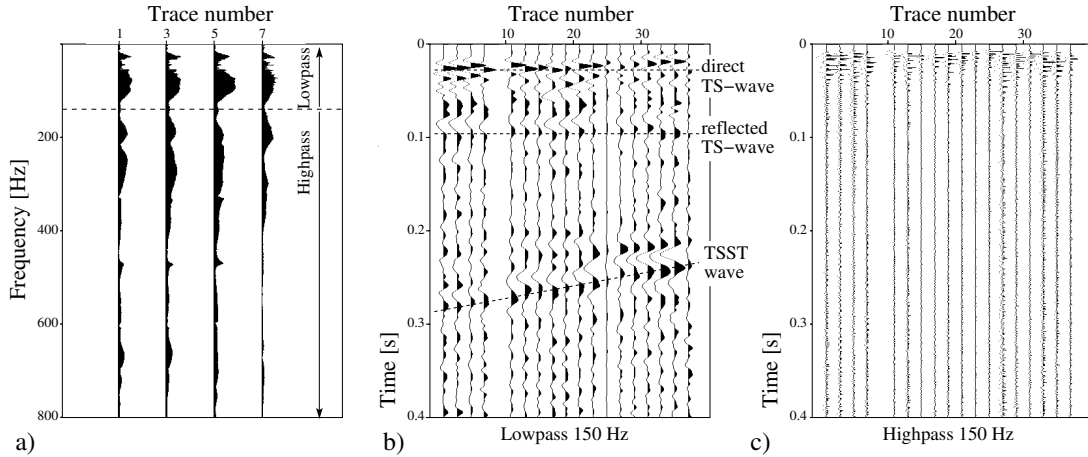 Trace number
1 3 5 7
Lowpass
Highpass
Frequency [Hz]
200
400
600
800
a)
Trace number
10 20 30
0
0.1
0.2
0.3
0.4
Time [s]
direct
TS-wave
reflected
TS-wave
TSST
wave
b)
Lowpass 150 Hz
Trace number
10 20 30
0
0.1
0.2
0.3
0.4
Time [s]
c)
Highpass 150 Hz